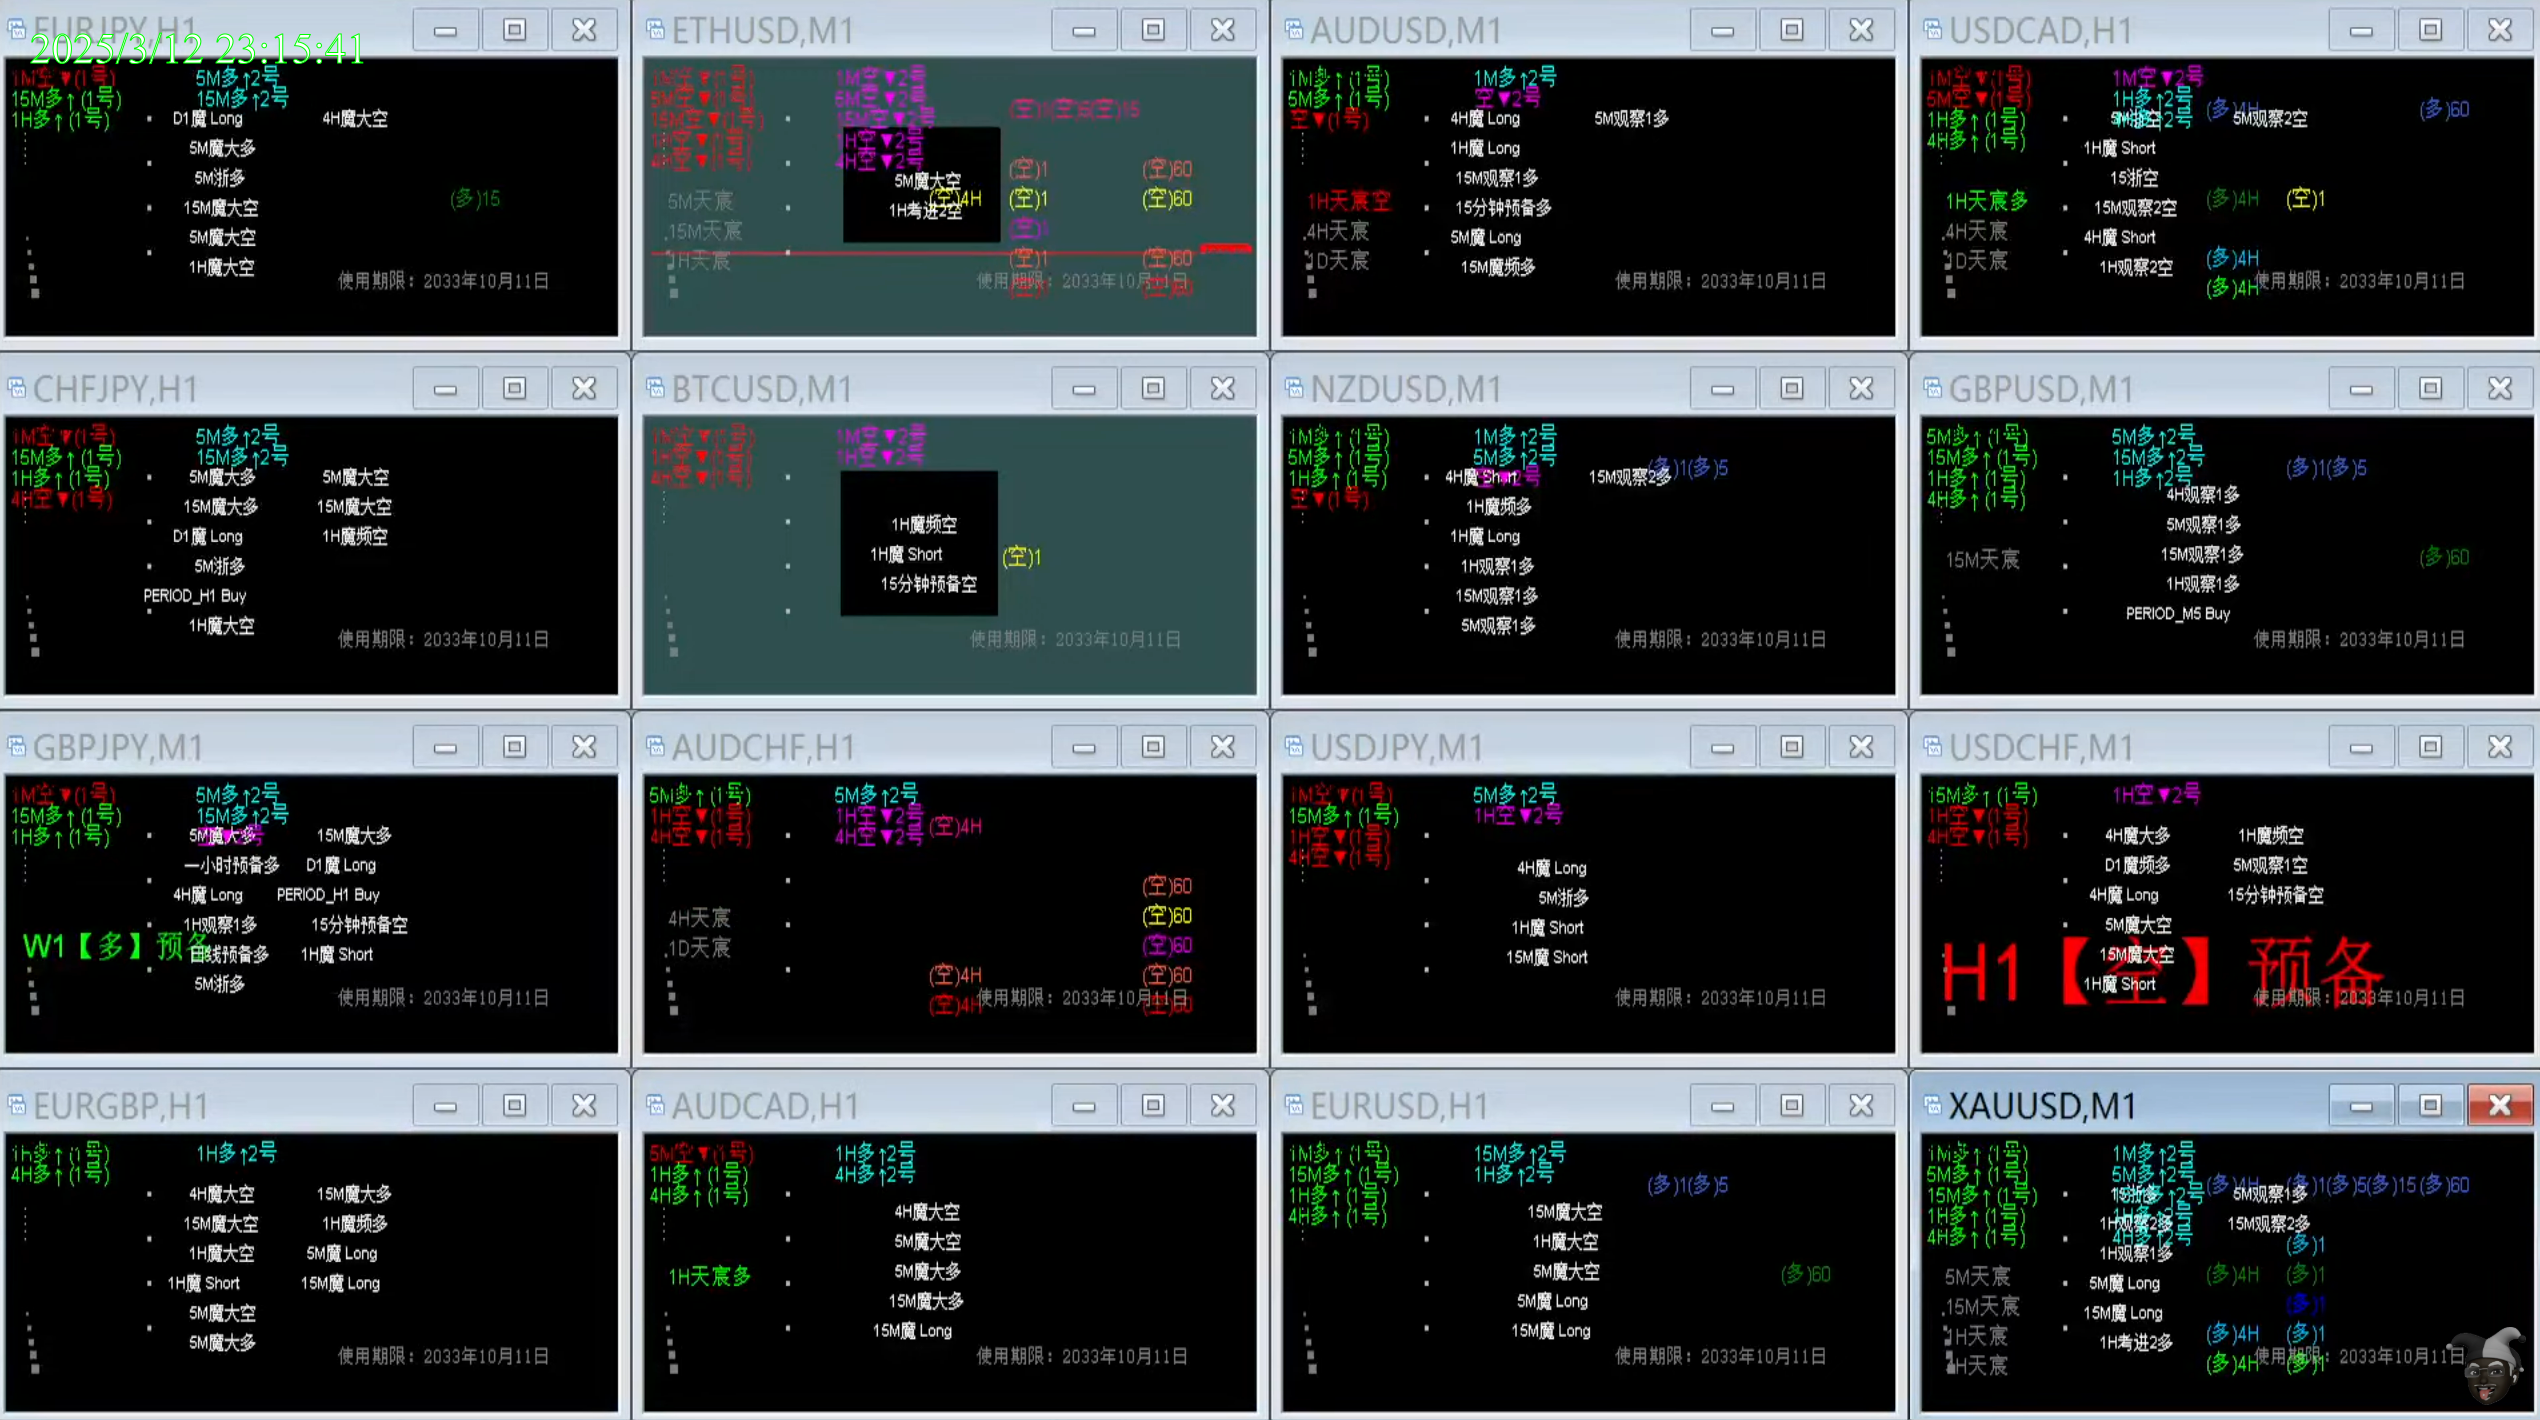 EURJPY,H1
2025/3/12 23:15:41
1M空▼(1号) 5M多↑2号
15M多↑(1号) 15M多↑2号
1H多↑(1号) D1魔 Long 4H魔大空
5M魔大多
5M浙多
15M魔大空 (多)15
5M魔大空
1H魔大空
使用期限：2033年10月11日
ETHUSD,M1
1M空▼(1号) 1M空▼2号
5M空▼(1号) 5M空▼2号
15M空▼(1号) 15M空▼2号
1H空▼(1号) 1H空▼2号
4H空▼(1号) 4H空▼2号
(空)1 (空)60
5M魔大空
5M天宸 (空)4H (空)1 (空)60
1H考进2空
.15M天宸 (空)1
1H天宸 (空)1 (空)60
使用期限：2033年10月11日
AUDUSD,M1
1M多↑(1号) 1M多↑2号
5M多↑(1号) 空▼2号
空▼(1号) 4H魔 Long 5M观察1多
1H魔 Long
15M观察1多
1H天宸空 15分钟预备多
.4H天宸 5M魔 Long
1D天宸 15M魔频多
使用期限：2033年10月11日
USDCAD,H1
1M空▼(1号) 1M空▼2号
5M空▼(1号) 1H多↑2号 (多)4H (多)60
1H多↑(1号) 5M观察2空
4H多↑(1号) 1H魔 Short
15浙空
1H天宸多 15M观察2空 (多)4H (空)1
.4H天宸 4H魔 Short
1D天宸 1H观察2空 (多)4H
(多)4H 使用期限：2033年10月11日
CHFJPY,H1
1M空▼(1号) 5M多↑2号
15M多↑(1号) 15M多↑2号
1H多↑(1号) 5M魔大多 5M魔大空
4H空▼(1号) 15M魔大多 15M魔大空
D1魔 Long 1H魔频空
5M浙多
PERIOD_H1 Buy
1H魔大空
使用期限：2033年10月11日
BTCUSD,M1
1M空▼(1号) 1M空▼2号
1H空▼(1号) 1H空▼2号
4H空▼(1号)
1H魔频空
1H魔 Short (空)1
15分钟预备空
使用期限：2033年10月11日
NZDUSD,M1
1M多↑(1号) 1M多↑2号
5M多↑(1号) 5M多↑2号 (多)1(多)5
1H多↑(1号) 4H魔 Short 15M观察2多
空▼(1号) 1H魔频多
1H魔 Long
1H观察1多
15M观察1多
5M观察1多
使用期限：2033年10月11日
GBPUSD,M1
5M多↑(1号) 5M多↑2号
15M多↑(1号) 15M多↑2号 (多)1(多)5
1H多↑(1号) 1H多↑2号
4H多↑(1号) 4H观察1多
5M观察1多
15M天宸 15M观察1多 (多)60
1H观察1多
PERIOD_M5 Buy
使用期限：2033年10月11日
GBPJPY,M1
1M空▼(1号) 5M多↑2号
15M多↑(1号) 15M多↑2号
1H多↑(1号) 5M魔大多 15M魔大多
一小时预备多 D1魔 Long
4H魔 Long PERIOD_H1 Buy
1H观察1多 15分钟预备空
W1【多】预备 日线预备多 1H魔 Short
5M浙多
使用期限：2033年10月11日
AUDCHF,H1
5M多↑(1号) 5M多↑2号
1H空▼(1号) 1H空▼2号
4H空▼(1号) 4H空▼2号 (空)4H
(空)60
4H天宸 (空)60
.1D天宸 (空)60
(空)4H (空)60
(空)4H 使用期限：2033年10月11日
USDJPY,M1
1M空▼(1号) 5M多↑2号
15M多↑(1号) 1H空▼2号
1H空▼(1号)
4H空▼(1号) 4H魔 Long
5M浙多
1H魔 Short
15M魔 Short
使用期限：2033年10月11日
USDCHF,M1
15M多↑(1号) 1H空▼2号
1H空▼(1号)
4H空▼(1号) 4H魔大多 1H魔频空
D1魔频多 5M观察1空
4H魔 Long 15分钟预备空
5M魔大空
15M魔大空
H1【空】预备
1H魔 Short
使用期限：2033年10月11日
EURGBP,H1
1H多↑(1号) 1H多↑2号
4H多↑(1号)
4H魔大空 15M魔大多
15M魔大空 1H魔频多
1H魔大空 5M魔 Long
1H魔 Short 15M魔 Long
5M魔大空
5M魔大多
使用期限：2033年10月11日
AUDCAD,H1
5M空▼(1号) 1H多↑2号
1H多↑(1号) 4H多↑2号
4H多↑(1号)
4H魔大空
5M魔大空
1H天宸多 5M魔大多
15M魔大多
15M魔 Long
使用期限：2033年10月11日
EURUSD,H1
1M多↑(1号) 15M多↑2号
15M多↑(1号) 1H多↑2号 (多)1(多)5
1H多↑(1号)
4H多↑(1号) 15M魔大空
1H魔大空
5M魔大空 (多)60
5M魔 Long
15M魔 Long
使用期限：2033年10月11日
XAUUSD,M1
1M多↑(1号) 1M多↑2号
5M多↑(1号) 5M多↑2号 (多)4H (多)1(多)5(多)15(多)60
15M多↑(1号) 5M观察1多
1H多↑(1号) 1H观察2多 15M观察2多
4H多↑(1号) 4H多↑2号 (多)1
1H观察1多
5M天宸 5M魔 Long (多)4H (多)1
.15M天宸 15M魔 Long (多)1
1H天宸 1H考进2多 (多)4H (多)1
4H天宸 (多)4H (多)1 使用期限：2033年10月11日